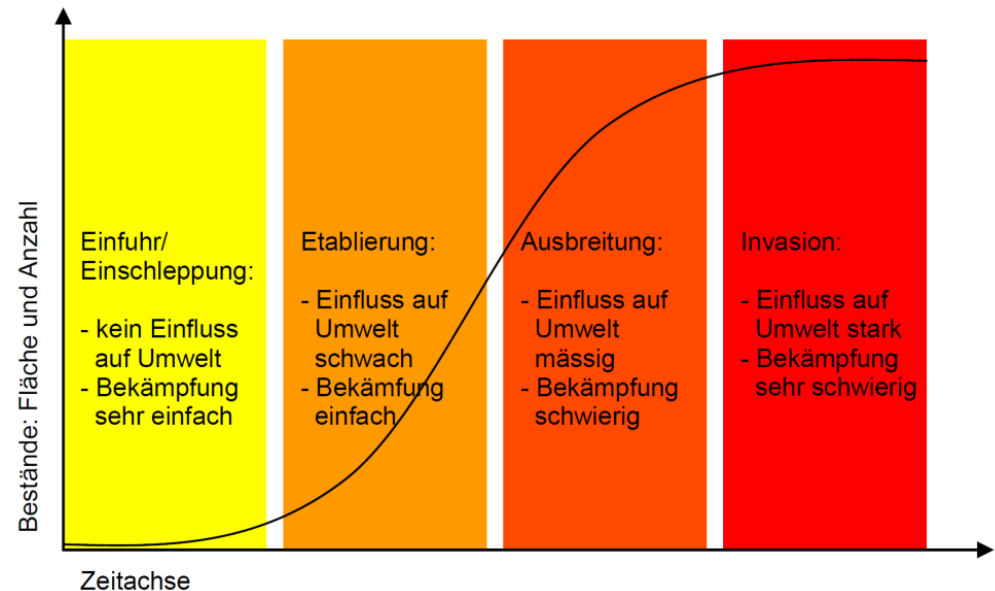 Bestände: Fläche und Anzahl
Einfuhr/
Einschleppung:
- kein Einfluss
auf Umwelt
- Bekämpfung
sehr einfach
Etablierung:
- Einfluss auf
Umwelt
schwach
- Bekämfung
einfach
Ausbreitung:
- Einfluss auf
Umwelt
mässig
- Bekämpfung
schwierig
Invasion:
- Einfluss auf
Umwelt stark
- Bekämpfung
sehr schwierig
Zeitachse